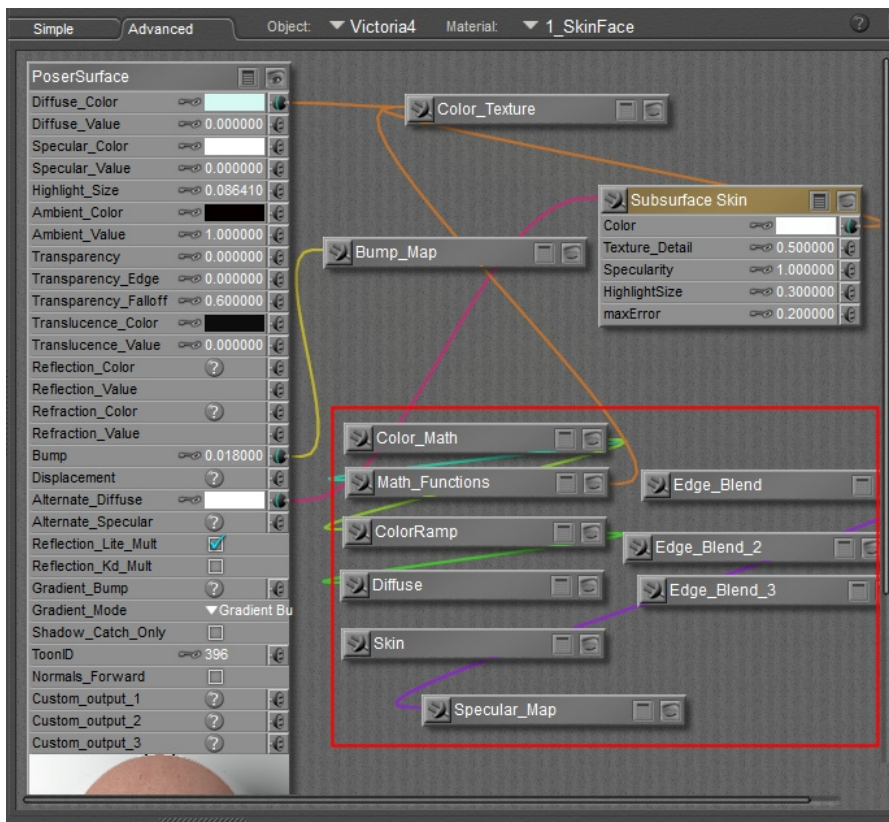 Simple Advanced Object: Victoria4 Material: 1_SkinFace ?
PoserSurface
Diffuse_Color
Diffuse_Value 0.000000
Specular_Color
Specular_Value 0.000000
Highlight_Size 0.086410
Ambient_Color
Ambient_Value 1.000000
Transparency 0.000000
Transparency_Edge 0.000000
Transparency_Falloff 0.600000
Translucence_Color
Translucence_Value 0.000000
Reflection_Color ?
Reflection_Value
Refraction_Color ?
Refraction_Value
Bump 0.018000
Displacement ?
Alternate_Diffuse
Alternate_Specular ?
Reflection_Lite_Mult
Reflection_Kd_Mult
Gradient_Bump ?
Gradient_Mode Gradient Bu
Shadow_Catch_Only
ToonID 396
Normals_Forward
Custom_output_1 ?
Custom_output_2 ?
Custom_output_3 ?
Color_Texture
Subsurface Skin
Color
Texture_Detail 0.500000
Specularity 1.000000
HighlightSize 0.300000
maxError 0.200000
Bump_Map
Color_Math
Math_Functions
ColorRamp
Diffuse
Skin
Specular_Map
Edge_Blend
Edge_Blend_2
Edge_Blend_3